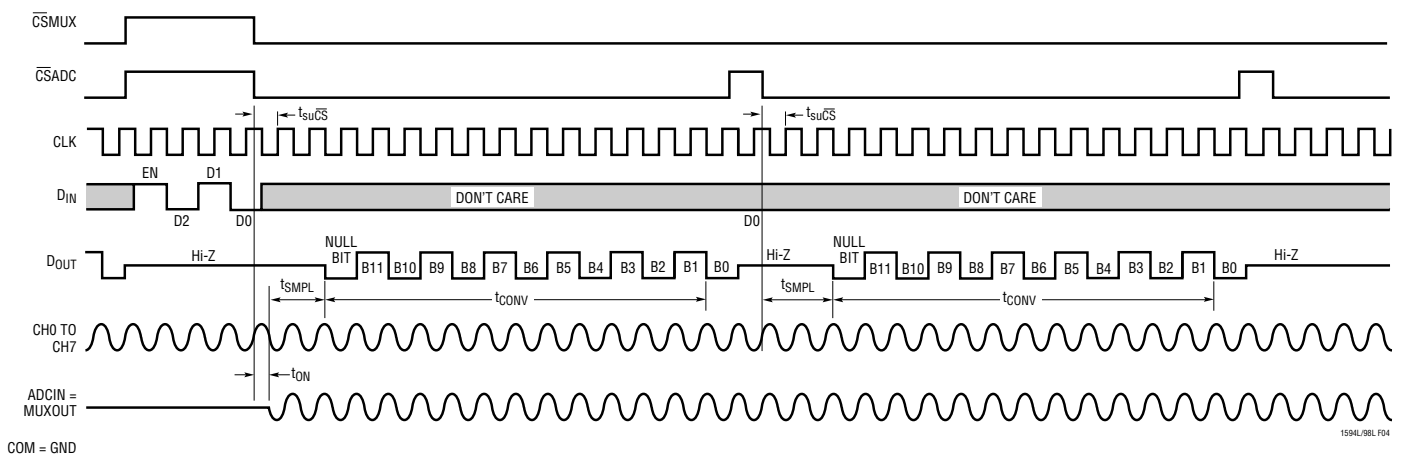 CSMUX
CSADC
tsuCS tsuCS
CLK
EN D1
DIN DON'T CARE DON'T CARE
D2 D0 D0
NULL BIT NULL BIT
DOUT Hi-Z B11 B10 B9 B8 B7 B6 B5 B4 B3 B2 B1 B0 Hi-Z B11 B10 B9 B8 B7 B6 B5 B4 B3 B2 B1 B0 Hi-Z
tSMPL tCONV tSMPL tCONV
CH0 TO
CH7
tON
ADCIN =
MUXOUT
1594L/98L F04
COM = GND